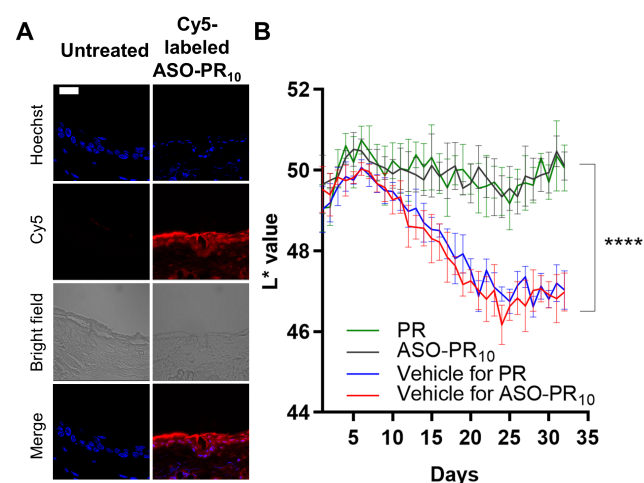 A
Untreated
Cy5-
labeled
ASO-PR₁₀
Hoechst
Cy5
Bright field
Merge
B
52
50
48
46
44
L* value
PR
ASO-PR₁₀
Vehicle for PR
Vehicle for ASO-PR₁₀
****
5 10 15 20 25 30 35
Days